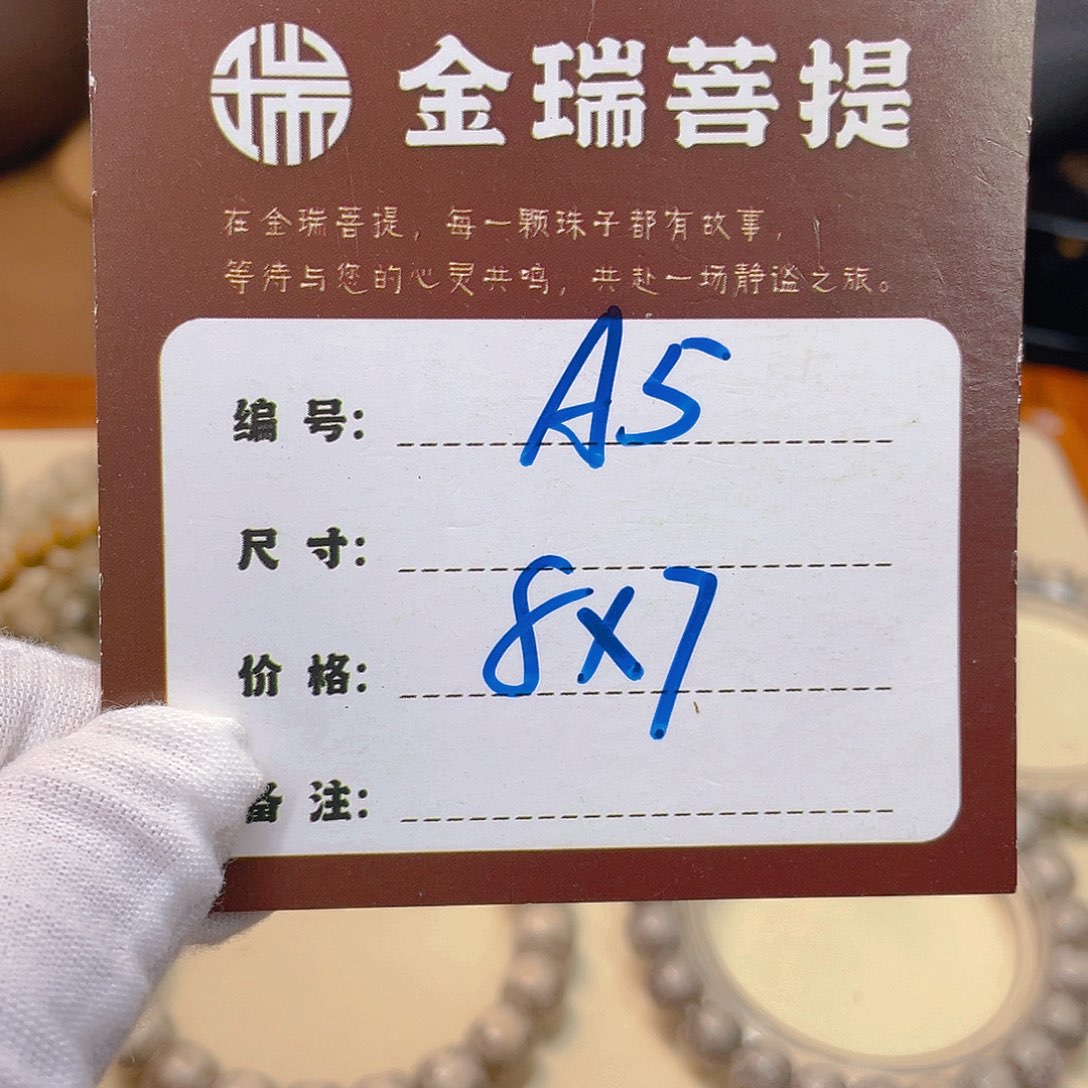 瑞 金瑞菩提
在金瑞菩提，每一颗珠子都有故事，
等待与您的心灵共鸣，共赴一场静谧之旅。
编 号： A5
尺 寸：
8X7
价 格：
备 注：